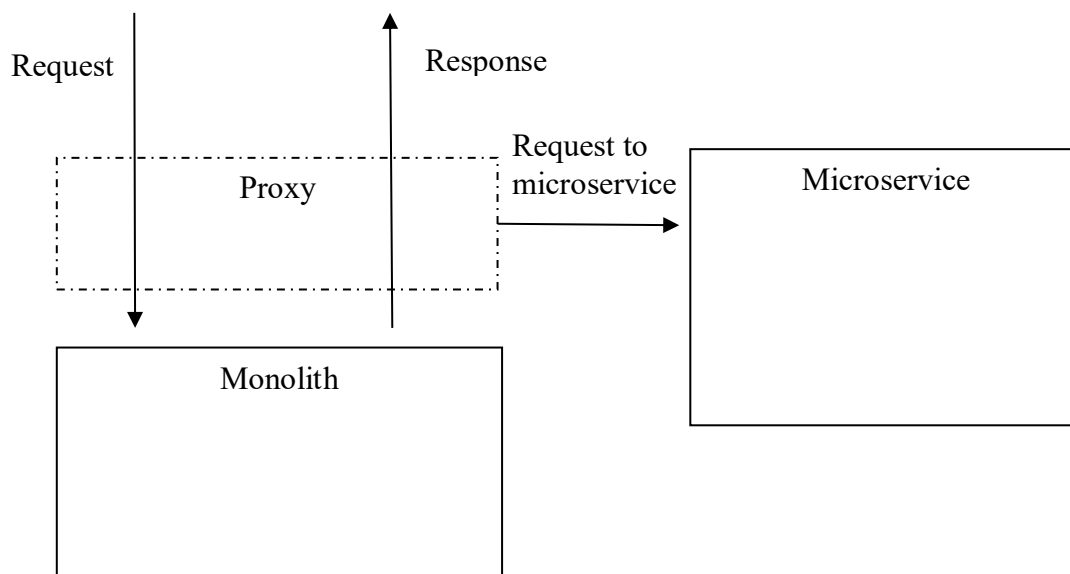 Request
Response
Request to
microservice
Proxy
Microservice
Monolith